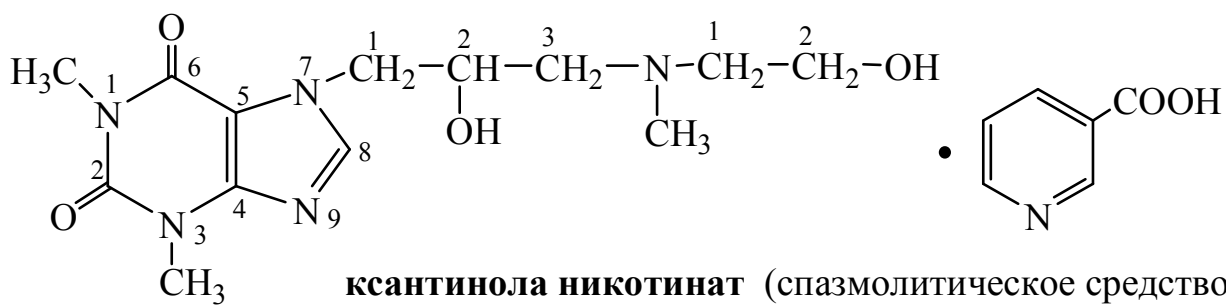 O
H₃C
1
6
7
N
N
5
2
O
N
3
4
N
9
8
CH₃
1
2
3
1
2
CH₂
CH
CH₂
N
CH₂
CH₂
OH
OH
CH₃
•
COOH
N
ксантинола никотинат (спазмолитическое средство